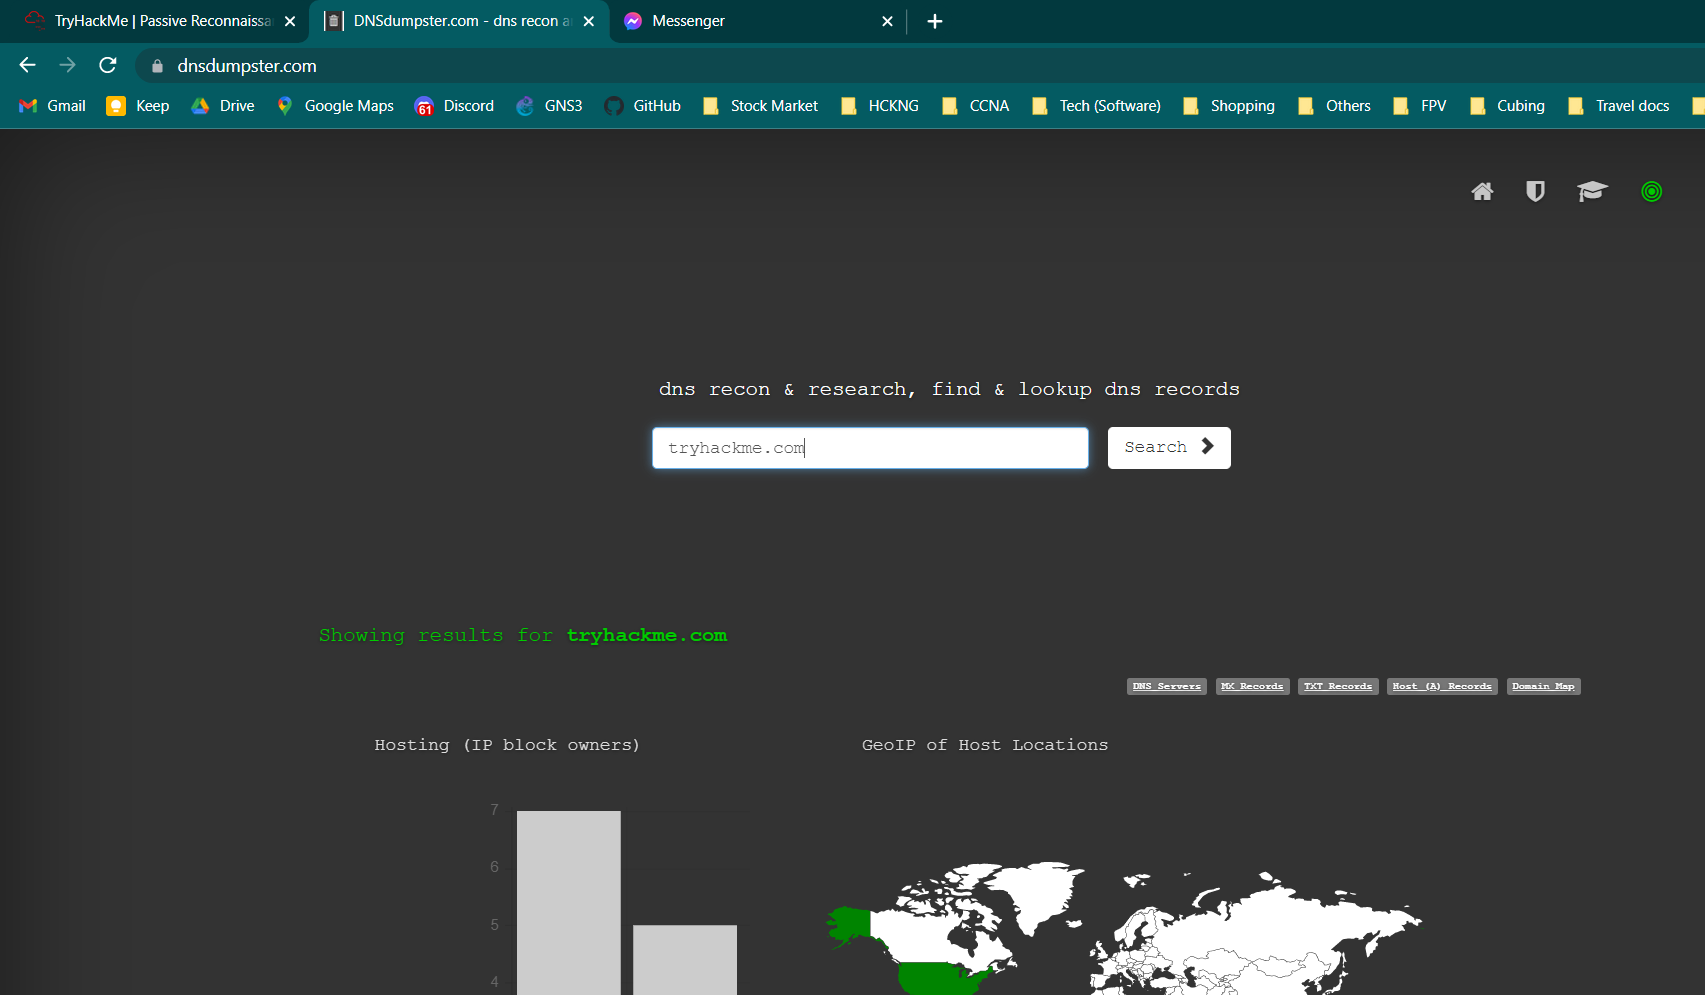 TryHackMe | Passive Reconnaissa
DNSdumpster.com - dns recon a
Messenger
dnsdumpster.com
Gmail
Keep
Drive
Google Maps
61
Discord
GNS3
GitHub
Stock Market
HCKNG
CCNA
Tech (Software)
Shopping
Others
FPV
Cubing
Travel docs
dns recon & research, find & lookup dns records
tryhackme.com
Search
Showing results for tryhackme.com
DNS Servers
MX Records
TXT Records
Host (A) Records
Domain Map
Hosting (IP block owners)
GeoIP of Host Locations
7
6
5
4